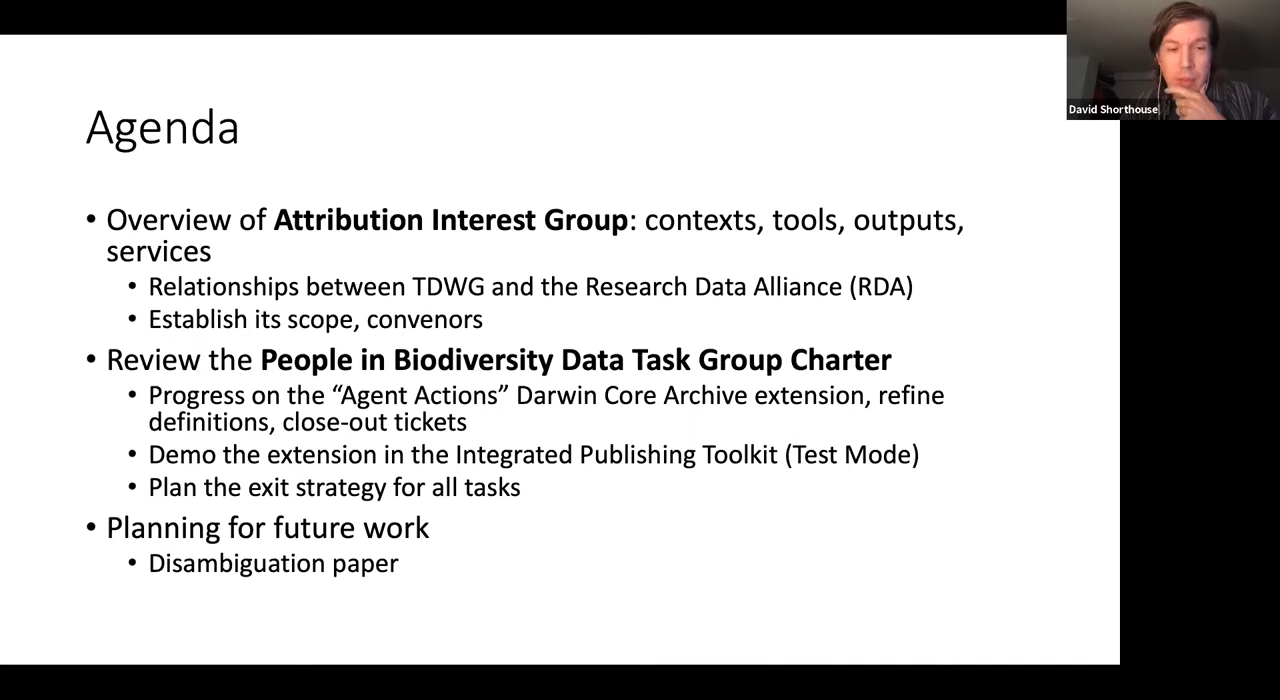 Agenda
• Overview of Attribution Interest Group: contexts, tools, outputs,
services
• Relationships between TDWG and the Research Data Alliance (RDA)
• Establish its scope, convenors
• Review the People in Biodiversity Data Task Group Charter
• Progress on the “Agent Actions” Darwin Core Archive extension, refine
definitions, close-out tickets
• Demo the extension in the Integrated Publishing Toolkit (Test Mode)
• Plan the exit strategy for all tasks
• Planning for future work
• Disambiguation paper
David Shorthouse